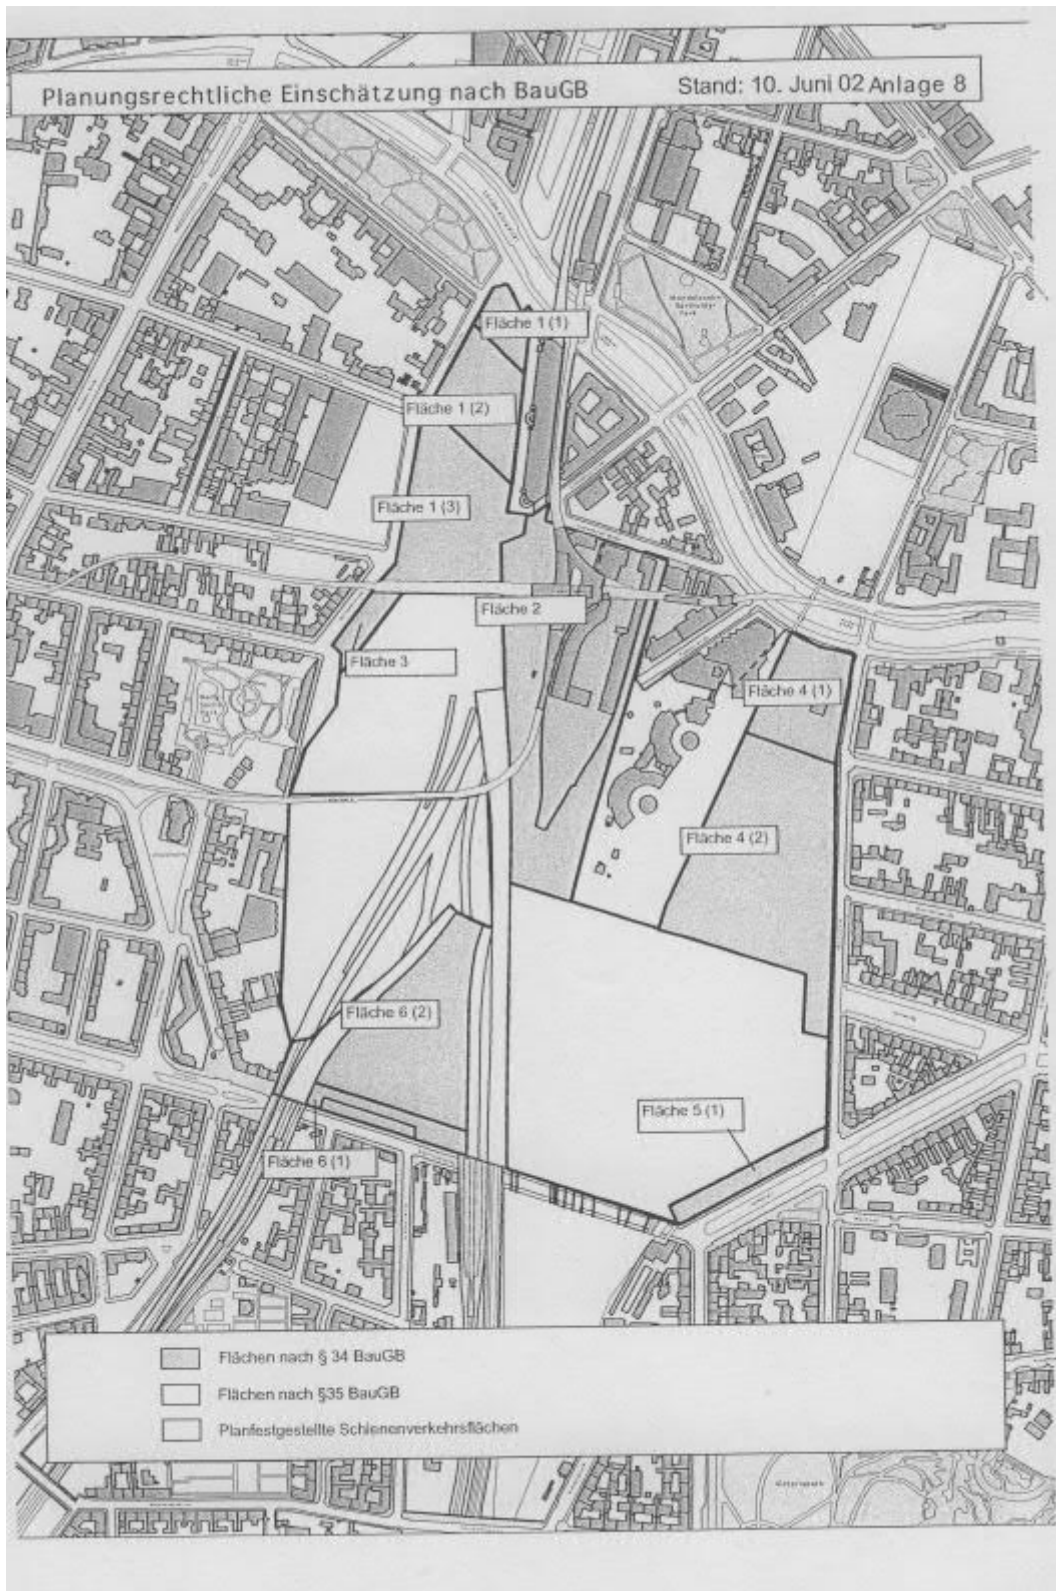 Planungsrechtliche Einschätzung nach BauGB
Stand: 10. Juni 02 Anlage 8
Fläche 1 (1)
Fläche 1 (2)
Fläche 1 (3)
Fläche 2
Fläche 3
Fläche 4 (1)
Fläche 4 (2)
Fläche 6 (2)
Fläche 5 (1)
Fläche 6 (1)
Flächen nach § 34 BauGB
Flächen nach §35 BauGB
Planfestgestellte Schienenverkehrsflächen